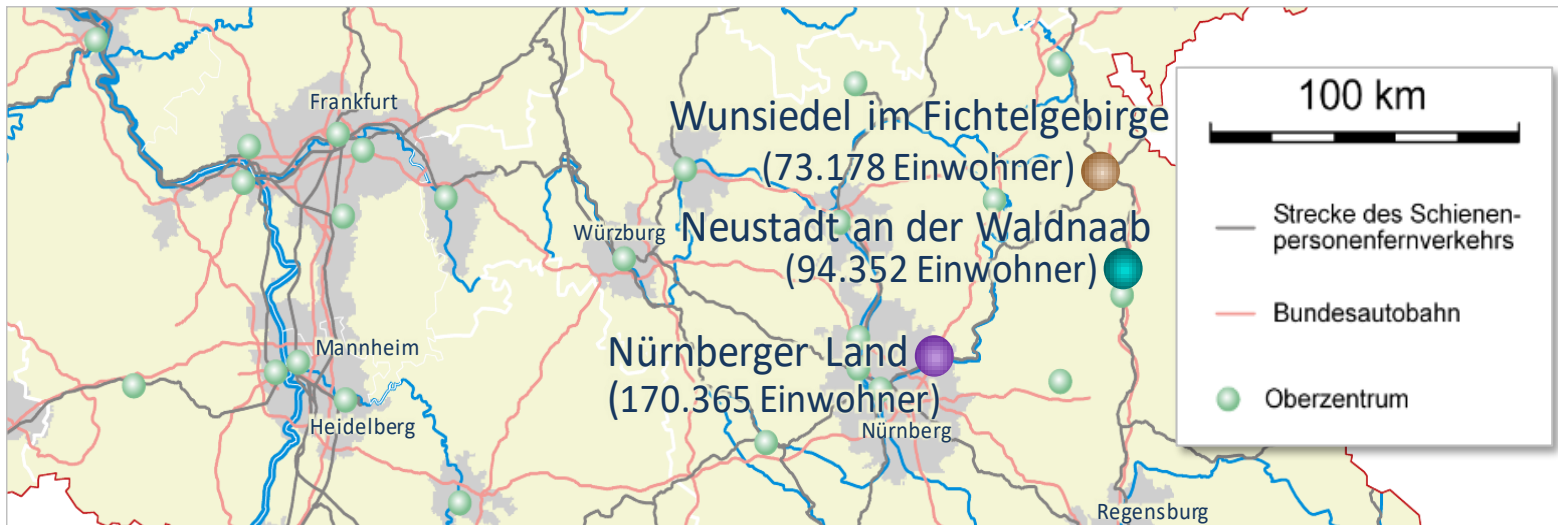 Frankfurt
Wunsiedel im Fichtelgebirge
(73.178 Einwohner)
Würzburg
Neustadt an der Waldnaab
(94.352 Einwohner)
Mannheim
Nürnberger Land
(170.365 Einwohner)
Heidelberg
Nürnberg
Regensburg
100 km
Strecke des Schienen-
personenfernverkehrs
Bundesautobahn
Oberzentrum